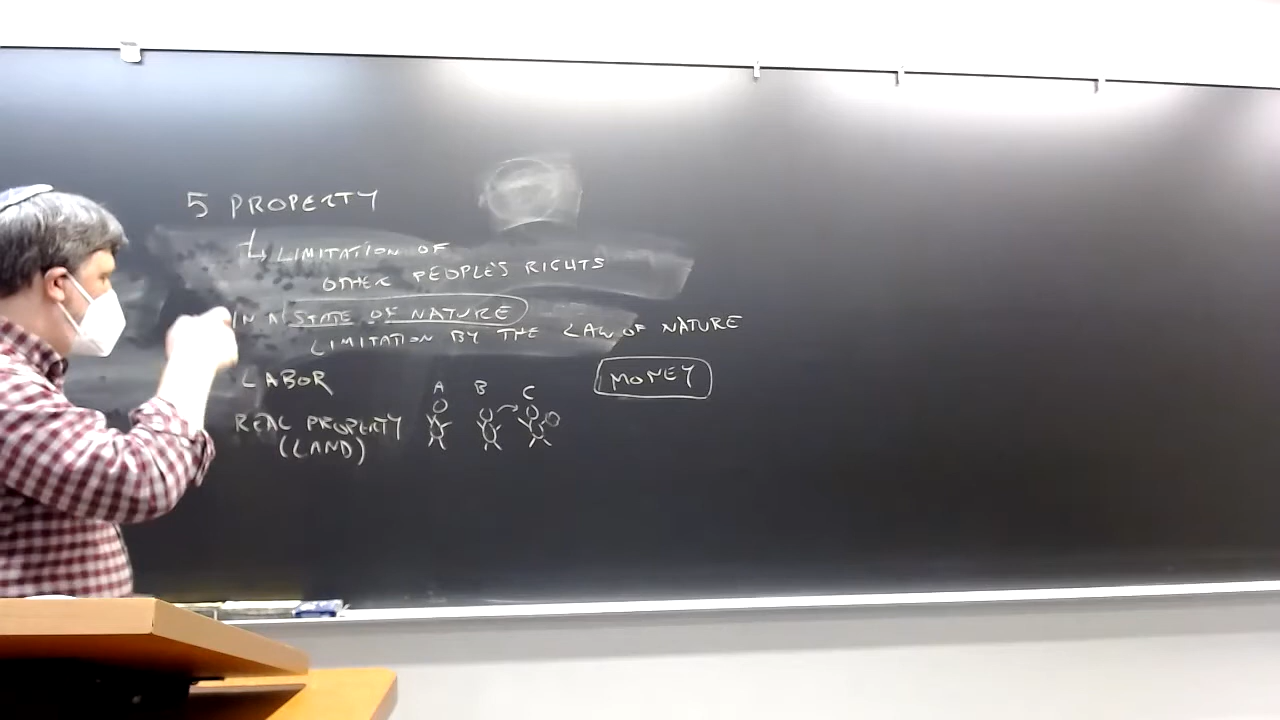 5 PROPERTY
↳ LIMITATION OF
OTHER PEOPLE'S RIGHTS
IN A STATE OF NATURE
LIMITATION BY THE LAW OF NATURE
LABOR
MONEY
A B C
REAL PROPERTY
(LAND)